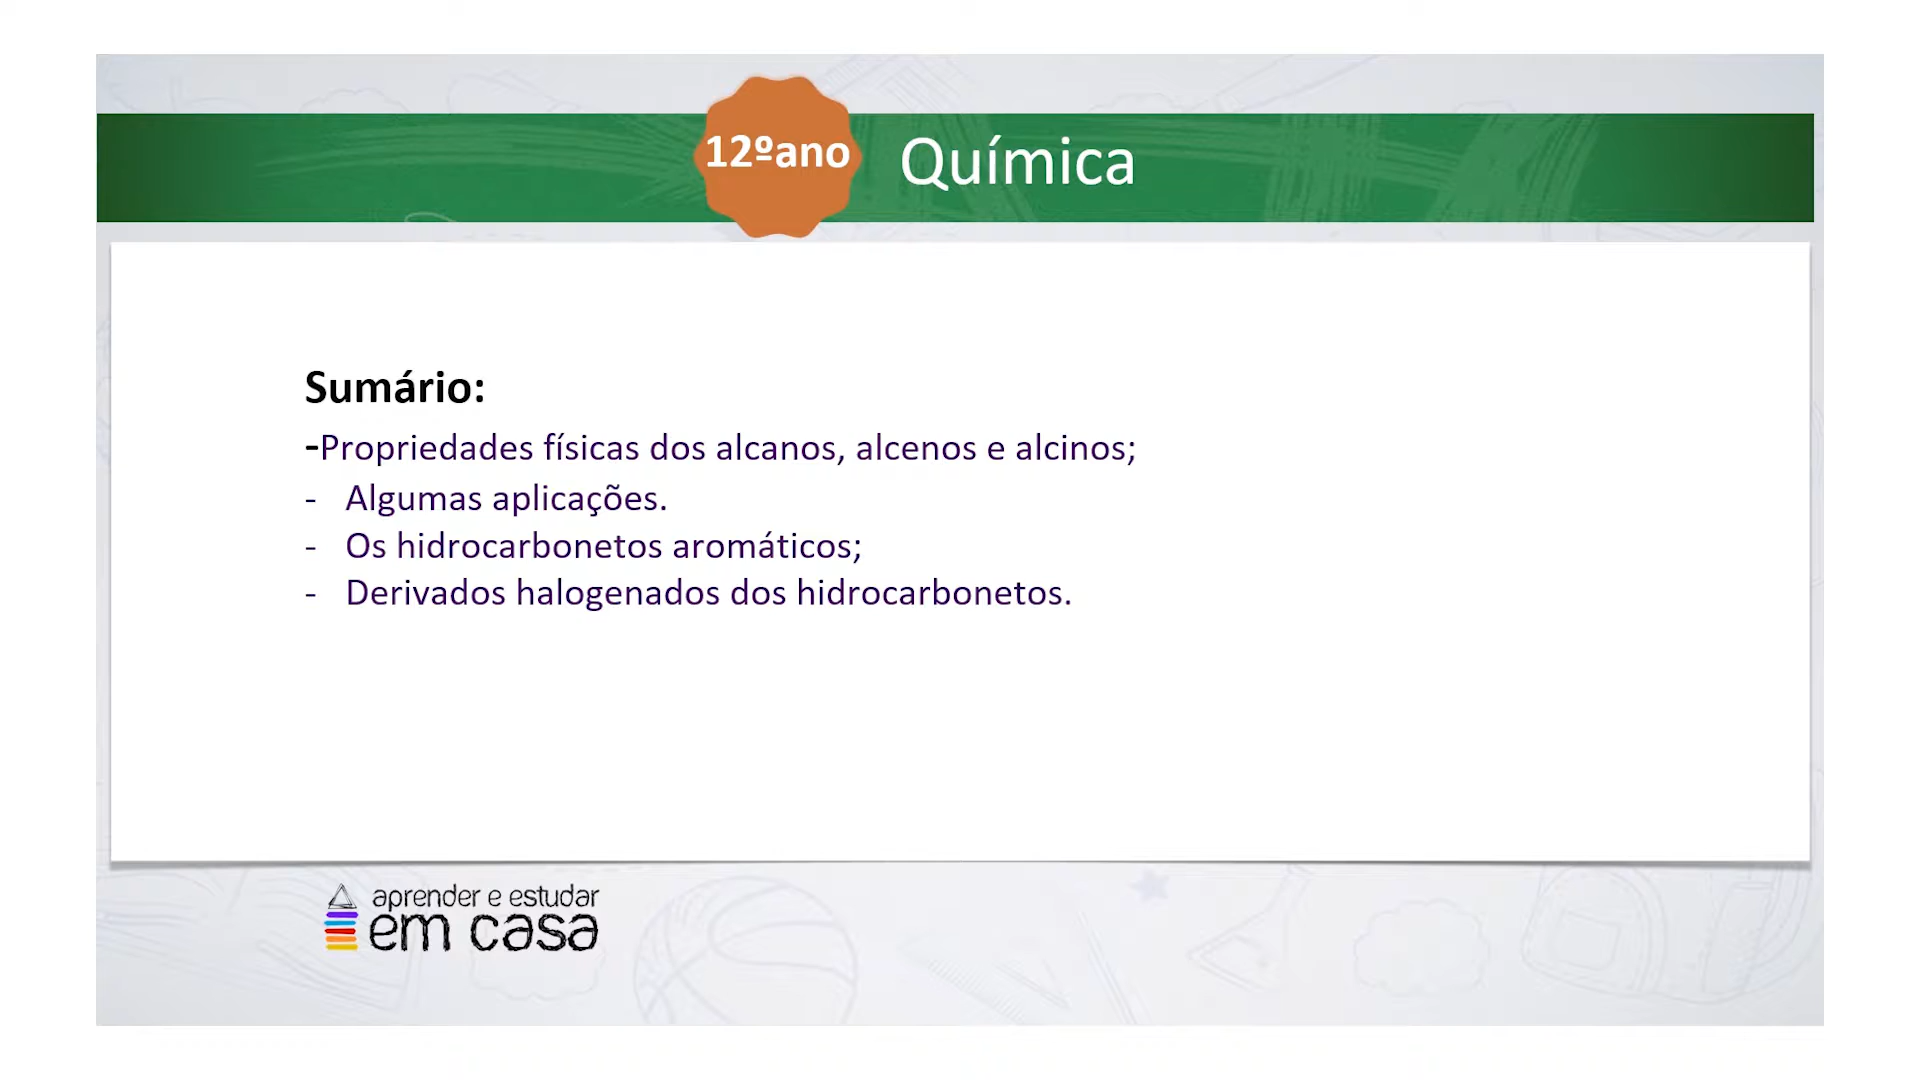 12ºano Química
Sumário:
-Propriedades físicas dos alcanos, alcenos e alcinos;
- Algumas aplicações.
- Os hidrocarbonetos aromáticos;
- Derivados halogenados dos hidrocarbonetos.
aprender e estudar
em casa